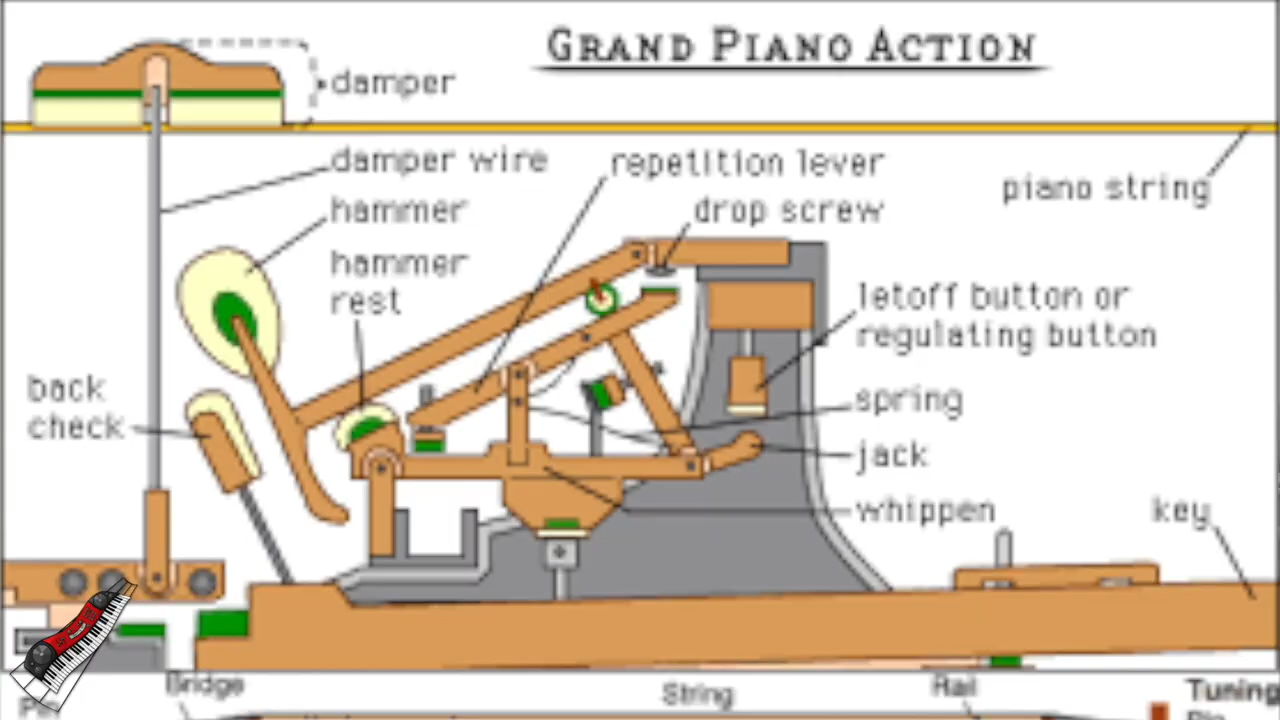 GRAND PIANO ACTION
damper
damper wire
repetition lever
piano string
hammer
drop screw
hammer
rest
letoff button or
regulating button
back
check
spring
jack
whippen
key
Bridge
String
Rail
Tuning
Pin